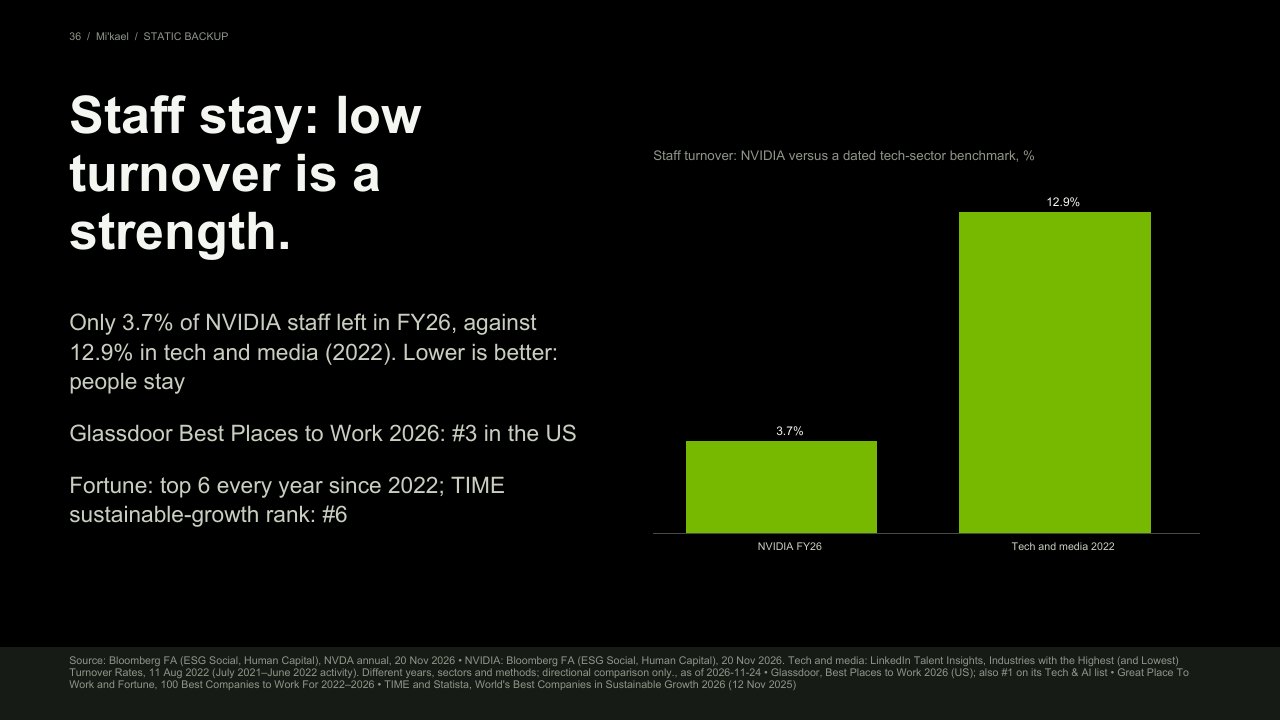 36 / Mi'kael / STATIC BACKUP
Staff stay: low
turnover is a
strength.
Only 3.7% of NVIDIA staff left in FY26, against
12.9% in tech and media (2022). Lower is better:
people stay
Glassdoor Best Places to Work 2026: #3 in the US
Fortune: top 6 every year since 2022; TIME
sustainable-growth rank: #6
Staff turnover: NVIDIA versus a dated tech-sector benchmark, %
12.9%
3.7%
NVIDIA FY26
Tech and media 2022
Source: Bloomberg FA (ESG Social, Human Capital), NVDA annual, 20 Nov 2026 • NVIDIA: Bloomberg FA (ESG Social, Human Capital), 20 Nov 2026. Tech and media: LinkedIn Talent Insights, Industries with the Highest (and Lowest)
Turnover Rates, 11 Aug 2022 (July 2021–June 2022 activity). Different years, sectors and methods; directional comparison only., as of 2026-11-24 • Glassdoor, Best Places to Work 2026 (US); also #1 on its Tech & AI list • Great Place To
Work and Fortune, 100 Best Companies to Work For 2022–2026 • TIME and Statista, World's Best Companies in Sustainable Growth 2026 (12 Nov 2025)